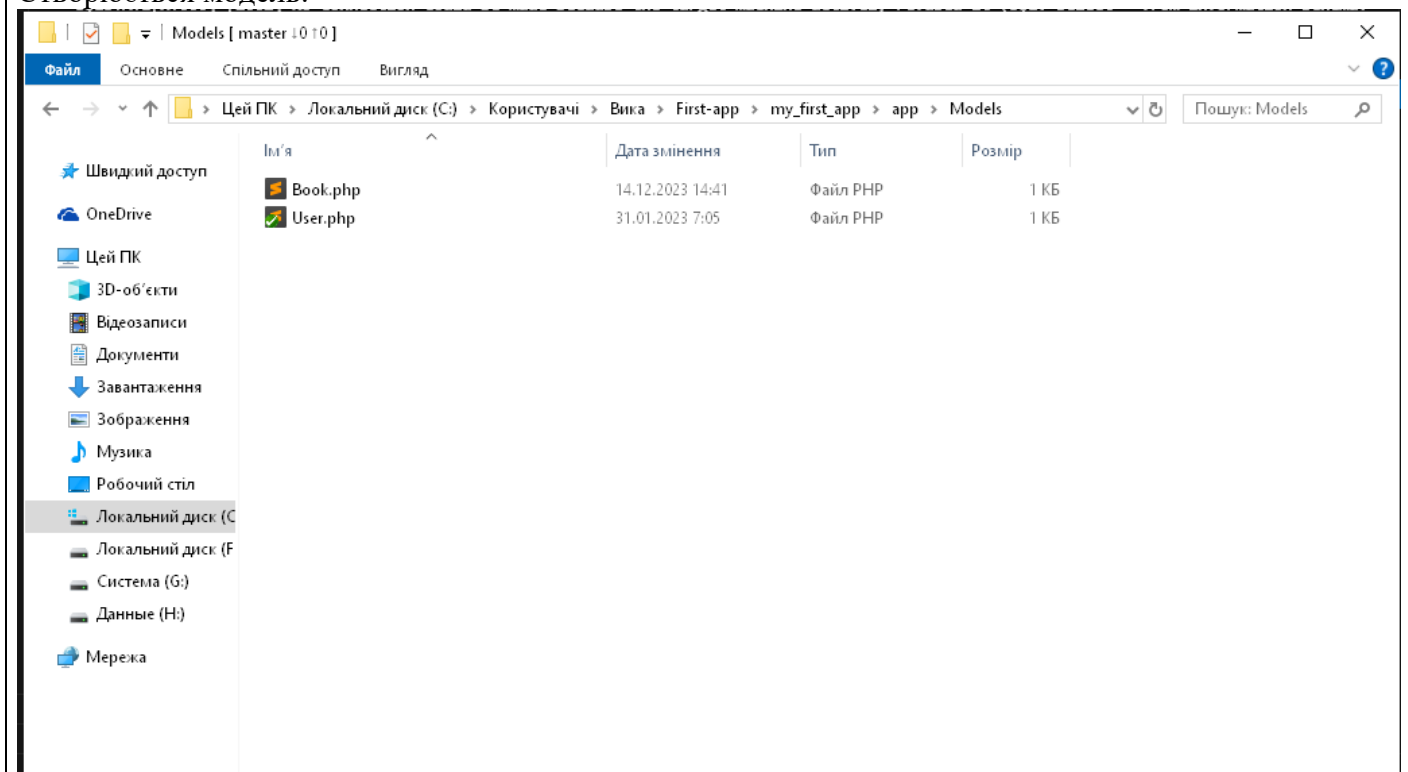 Створюється модель.
Models [ master ↓0 ↑0 ]
Файл Основне Спільний доступ Вигляд
Цей ПК > Локальний диск (C:) > Користувачі > Вика > First-app > my_first_app > app > Models
Пошук: Models
Ім'я Дата змінення Тип Розмір
Book.php 14.12.2023 14:41 Файл PHP 1 КБ
User.php 31.01.2023 7:05 Файл PHP 1 КБ
Швидкий доступ
OneDrive
Цей ПК
3D-об'єкти
Відеозаписи
Документи
Завантаження
Зображення
Музика
Робочий стіл
Локальний диск (C
Локальний диск (F
Система (G:)
Данные (H:)
Мережа